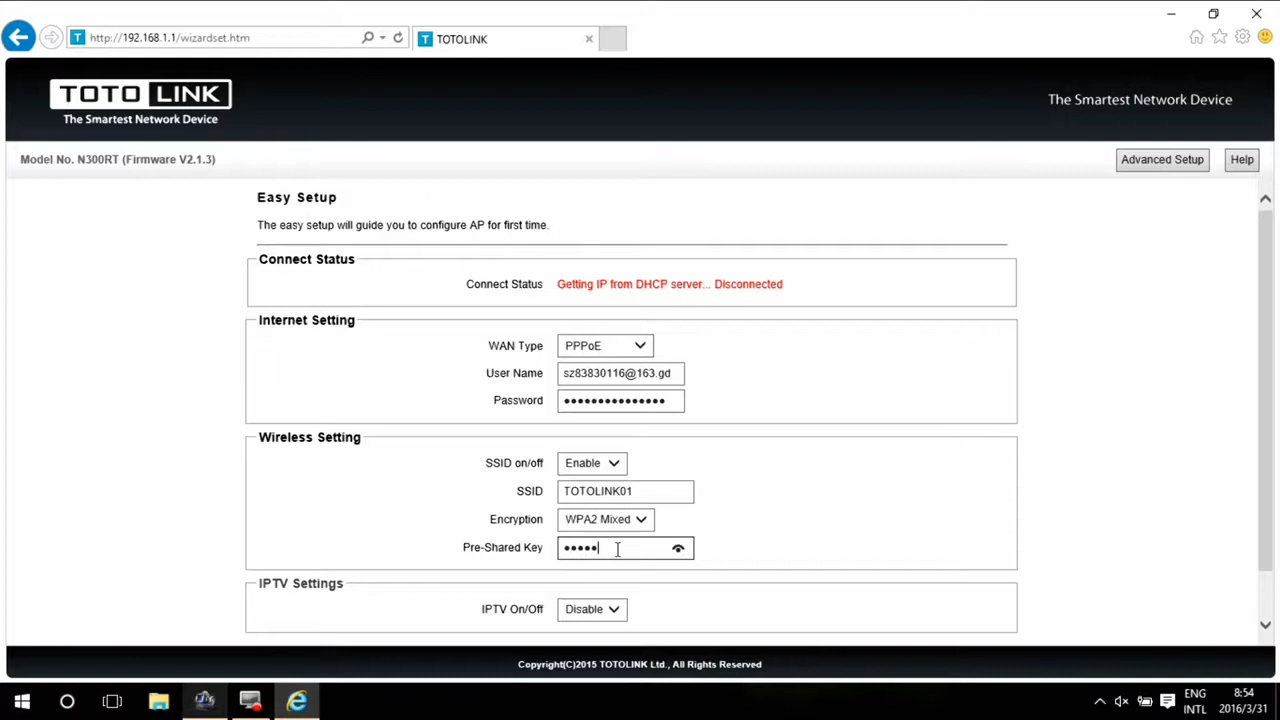 http://192.168.1.1/wizardset.htm
TOTOLINK
TOTO LINK
The Smartest Network Device
The Smartest Network Device
Model No. N300RT (Firmware V2.1.3)
Advanced Setup
Help
Easy Setup
The easy setup will guide you to configure AP for first time.
Connect Status
Connect Status Getting IP from DHCP server... Disconnected
Internet Setting
WAN Type PPPoE
User Name sz83830116@163.gd
Password •••••••••••••••
Wireless Setting
SSID on/off Enable
SSID TOTOLINK01
Encryption WPA2 Mixed
Pre-Shared Key •••••
IPTV Settings
IPTV On/Off Disable
Copyright(C)2015 TOTOLINK Ltd., All Rights Reserved
ENG 8:54
INTL 2016/3/31